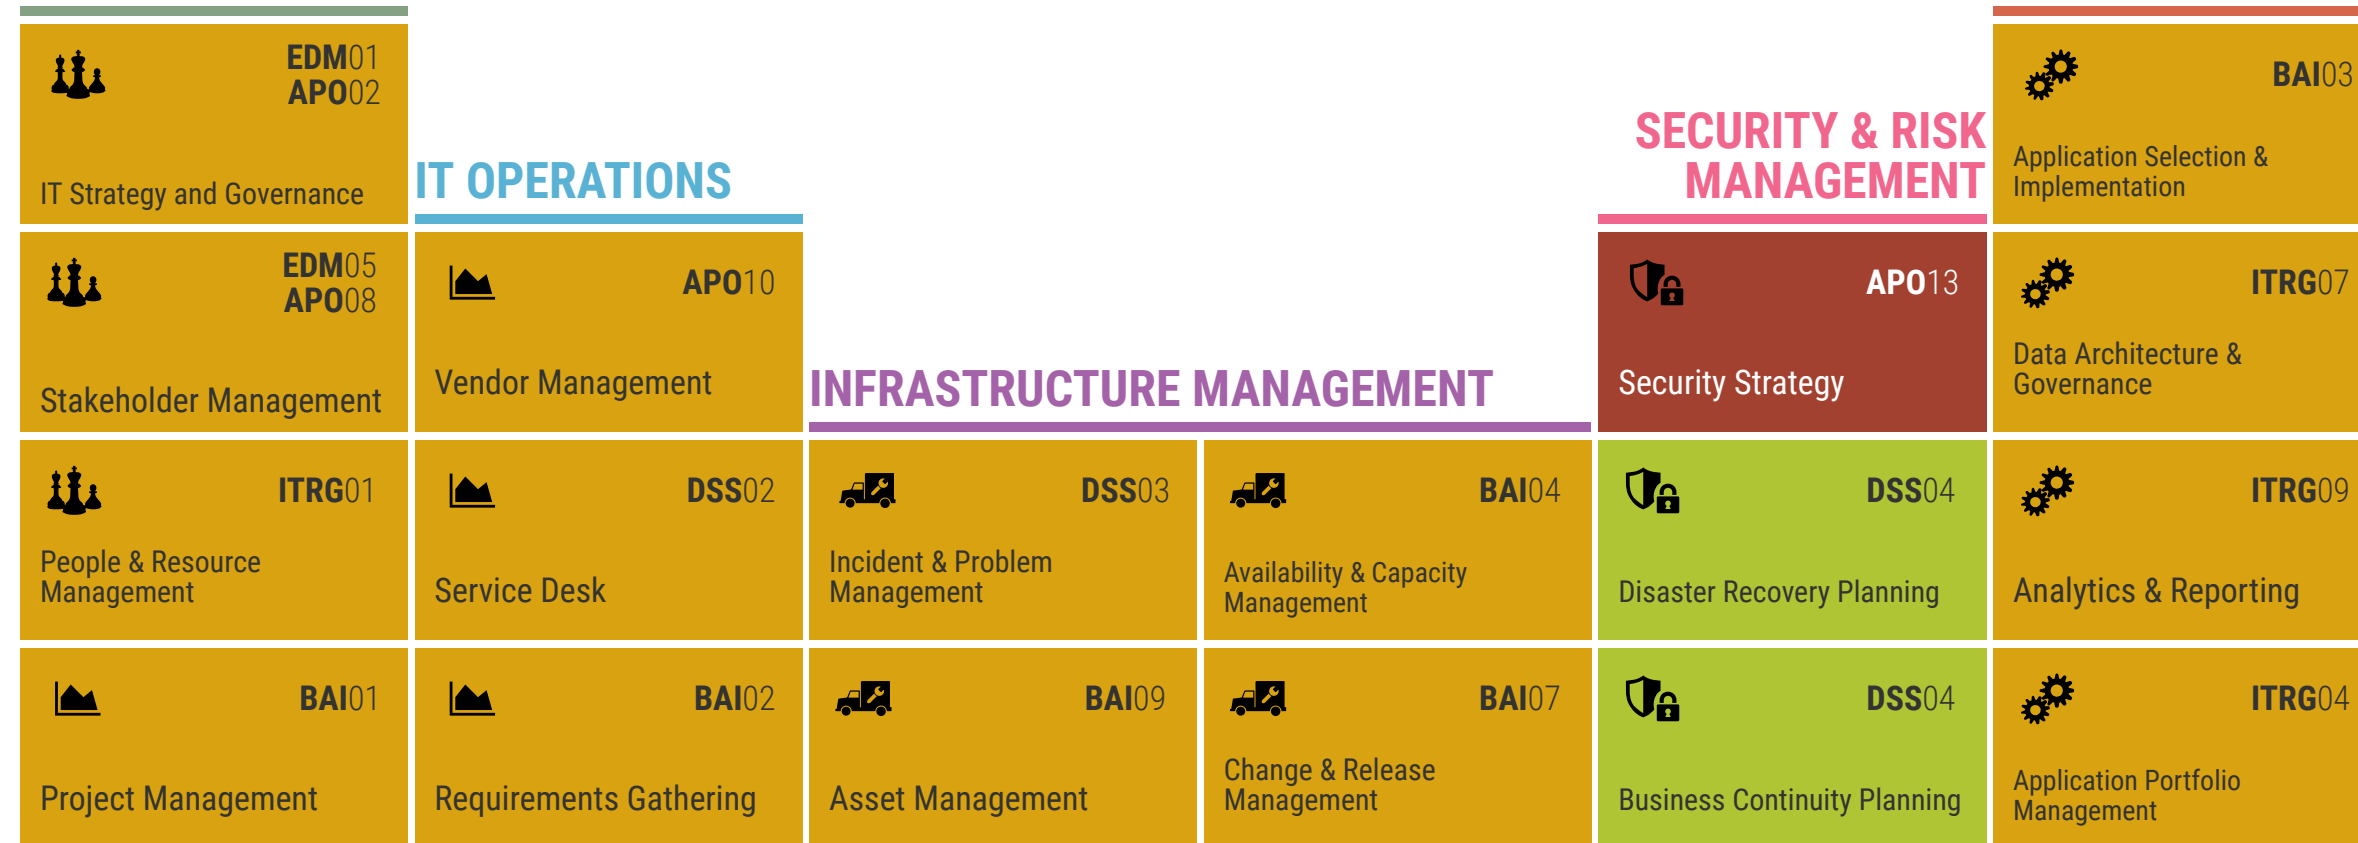 EDM01
APO02
IT Strategy and Governance
EDM05
APO08
Stakeholder Management
ITRG01
People & Resource
Management
BAI01
Project Management
IT OPERATIONS
APO10
Vendor Management
DSS02
Service Desk
BAI02
Requirements Gathering
INFRASTRUCTURE MANAGEMENT
DSS03
Incident & Problem
Management
BAI04
Availability & Capacity
Management
BAI09
Asset Management
BAI07
Change & Release
Management
SECURITY & RISK
MANAGEMENT
APO13
Security Strategy
DSS04
Disaster Recovery Planning
DSS04
Business Continuity Planning
BAI03
Application Selection &
Implementation
ITRG07
Data Architecture &
Governance
ITRG09
Analytics & Reporting
ITRG04
Application Portfolio
Management